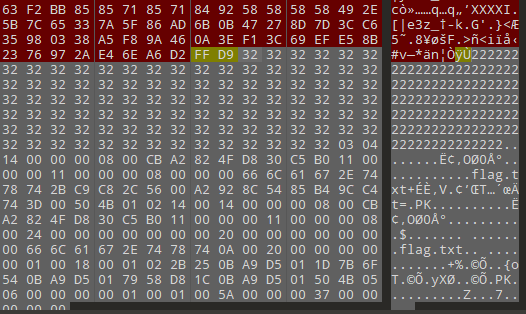 63 F2 BB 85 85 71 85 71 84 92 58 58 58 58 49 2E cò»……q…q„’XXXXI.
5B 7C 65 33 7A 5F 86 AD 6B 0B 47 27 8D 7D 3C C6 [|e3z_†-k.G'.}<Æ
35 98 03 38 A5 F8 9A 46 0A 3E F1 3C 69 EF E5 8B 5˜.8¥øšF.>ñ<iïå‹
23 76 97 2A E4 6E A6 D2 FF D9 32 32 32 32 32 32 #v—*än¦ÒÿÙ222222
32 32 32 32 32 32 32 32 32 32 32 32 32 32 32 32 2222222222222222
32 32 32 32 32 32 32 32 32 32 32 32 32 32 32 32 2222222222222222
32 32 32 32 32 32 32 32 32 32 32 32 32 32 32 32 2222222222222222
32 32 32 32 32 32 32 32 32 32 32 32 32 32 32 32 2222222222222222
32 32 32 32 32 32 32 32 32 32 32 32 32 32 32 32 2222222222222222
32 32 32 32 32 32 32 32 32 32 32 32 32 32 03 04 22222222222222..
14 00 00 00 08 00 CB A2 82 4F D8 30 C5 B0 11 00 ......Ë¢‚OØ0Å°..
00 00 11 00 00 00 08 00 00 00 66 6C 61 67 2E 74 ..........flag.t
78 74 2B C9 C8 2C 56 00 A2 92 8C 54 85 B4 9C C4 xt+ÉÈ,V.¢’ŒT…´œÄ
74 3D 00 50 4B 01 02 14 00 14 00 00 00 08 00 CB t=.PK..........Ë
A2 82 4F D8 30 C5 B0 11 00 00 00 11 00 00 00 08 ¢‚OØ0Å°.........
00 24 00 00 00 00 00 00 00 20 00 00 00 00 00 00 .$....... ......
00 66 6C 61 67 2E 74 78 74 0A 00 20 00 00 00 00 .flag.txt.. ....
00 01 00 18 00 01 02 2B 25 0B A9 D5 01 1D 7B 6F .......+%.©Õ..{o
54 0B A9 D5 01 79 58 D8 1C 0B A9 D5 01 50 4B 05 T.©Õ.yXØ..©Õ.PK.
06 00 00 00 00 01 00 01 00 5A 00 00 00 37 00 00 .........Z...7..
00 00 00 ...